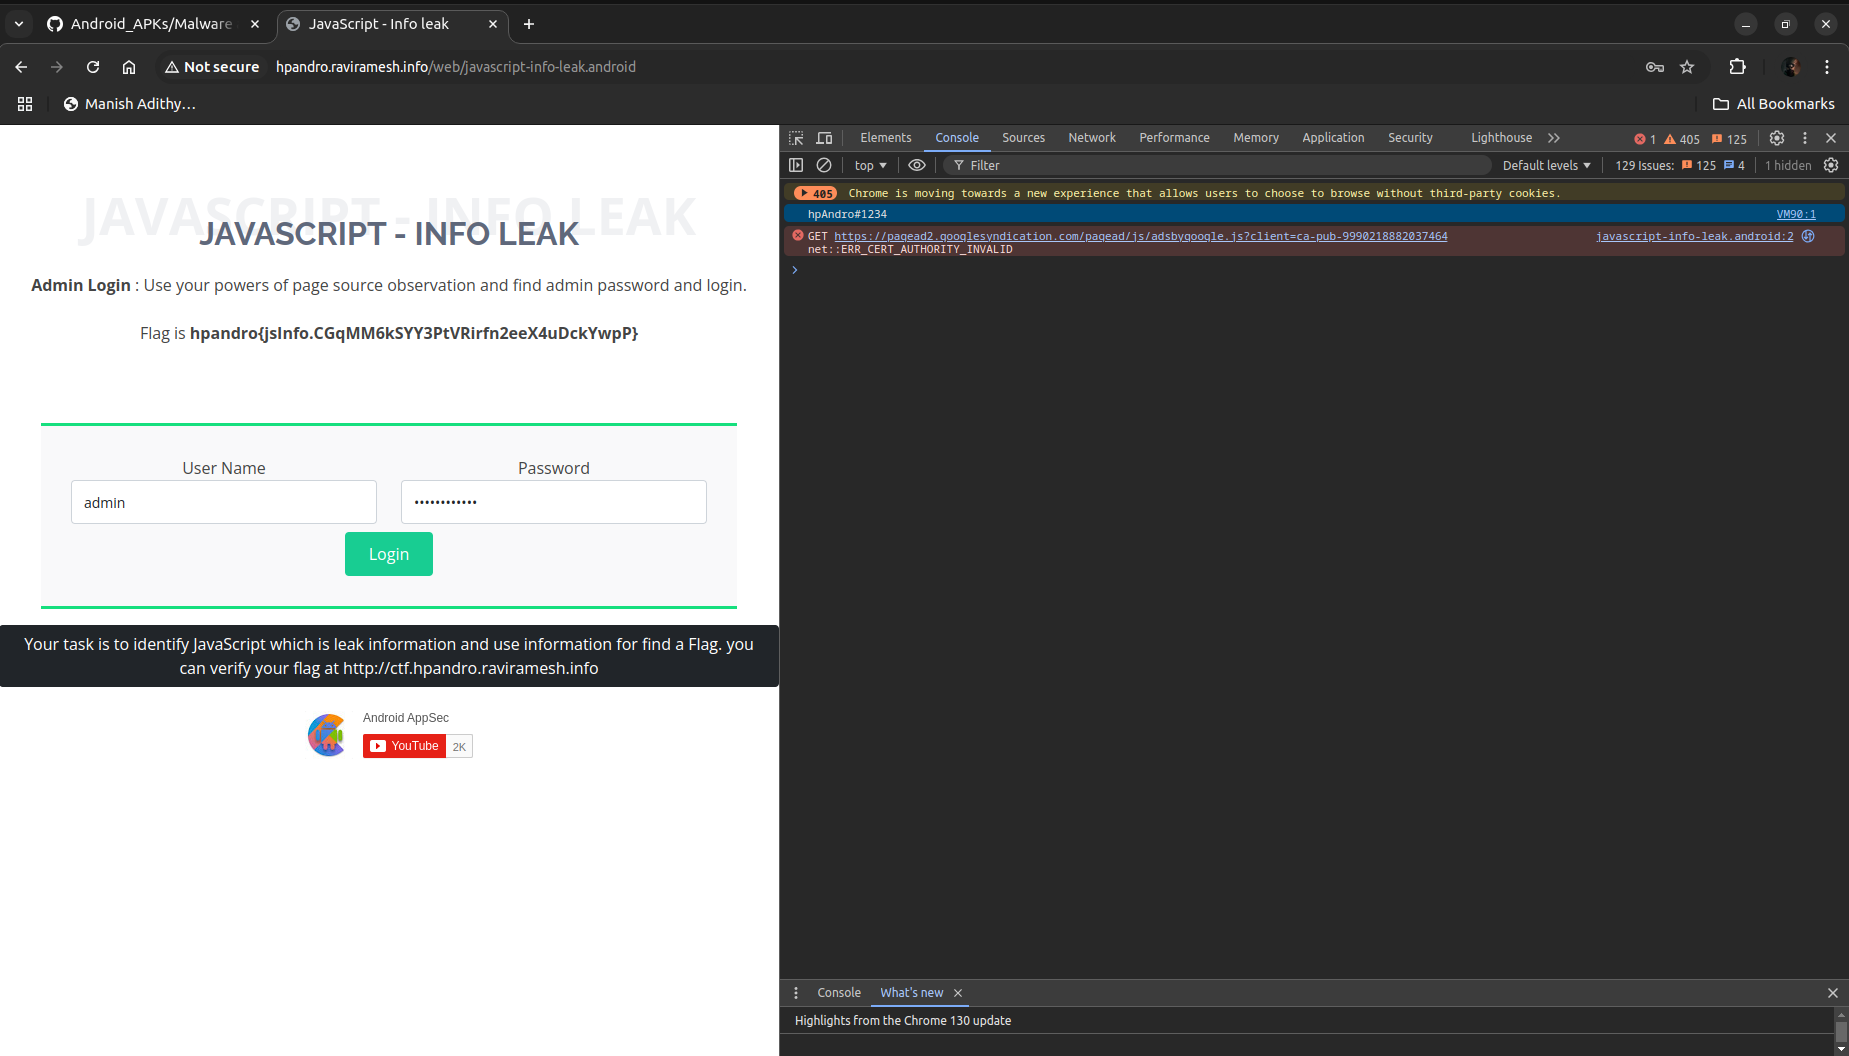 Android_APKs/Malware
JavaScript - Info leak
Not secure
hpandro.raviramesh.info/web/javascript-info-leak.android
Manish Adithy...
All Bookmarks
JAVASCRIPT - INFO LEAK
JAVASCRIPT - INFO LEAK
Admin Login : Use your powers of page source observation and find admin password and login.
Flag is hpandro{jsInfo.CGqMM6kSYY3PtVRirfn2eeX4uDckYwpP}
User Name Password
admin ••••••••••••
Login
Your task is to identify JavaScript which is leak information and use information for find a Flag. you
can verify your flag at http://ctf.hpandro.raviramesh.info
Android AppSec
YouTube 2K
Elements Console Sources Network Performance Memory Application Security Lighthouse 1 405 125
top Filter Default levels 129 Issues: 125 4 1 hidden
405 Chrome is moving towards a new experience that allows users to choose to browse without third-party cookies.
hpAndro#1234 VM90:1
GET https://pagead2.googlesyndication.com/pagead/js/adsbygoogle.js?client=ca-pub-9990218882037464 javascript-info-leak.android:2
net::ERR_CERT_AUTHORITY_INVALID
Console What's new
Highlights from the Chrome 130 update